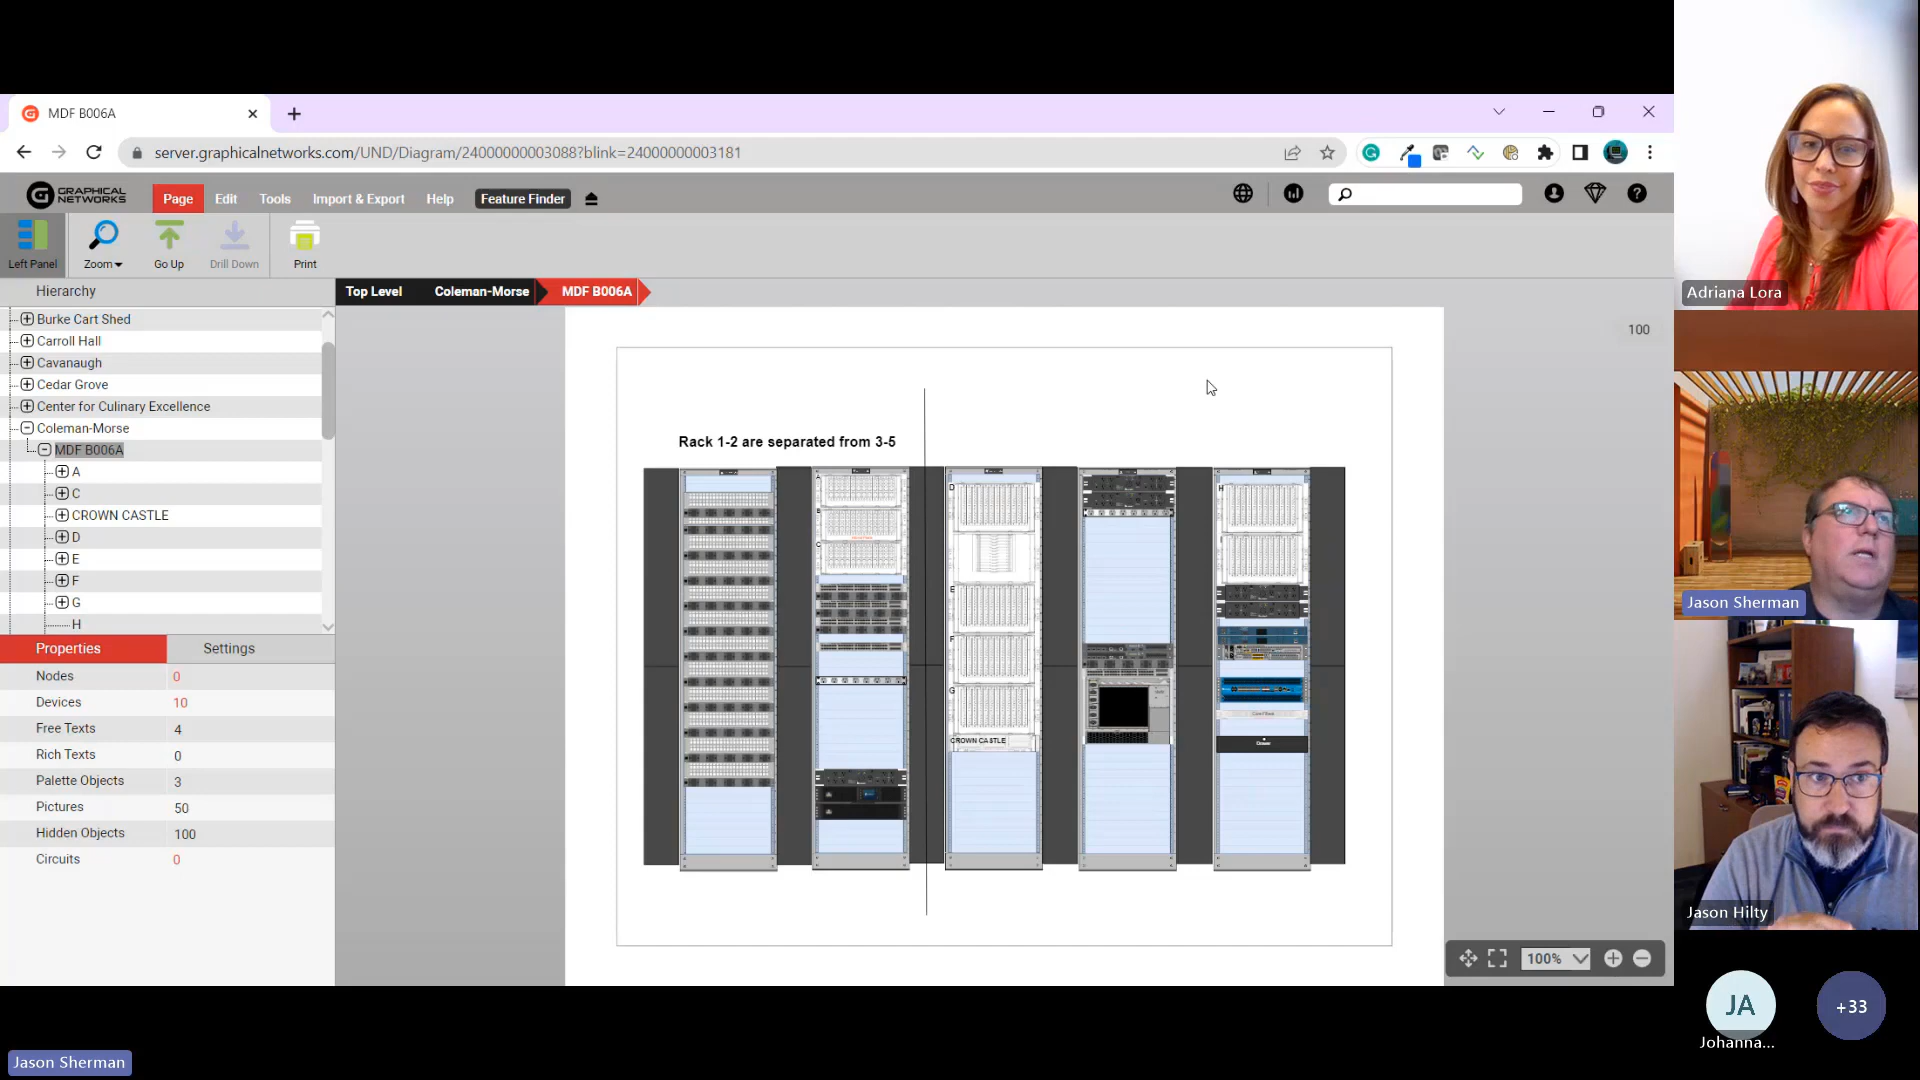 MDF B006A
server.graphicalnetworks.com/UND/Diagram/24000000003088?blink=24000000003181
GRAPHICAL
NETWORKS
Page
Edit
Tools
Import & Export
Help
Feature Finder
Left Panel
Zoom
Go Up
Drill Down
Print
Hierarchy
Burke Cart Shed
Carroll Hall
Cavanaugh
Cedar Grove
Center for Culinary Excellence
Coleman-Morse
MDF B006A
A
C
CROWN CASTLE
D
E
F
G
H
Properties
Settings
Nodes 0
Devices 10
Free Texts 4
Rich Texts 0
Palette Objects 3
Pictures 50
Hidden Objects 100
Circuits 0
Top Level
Coleman-Morse
MDF B006A
100
Rack 1-2 are separated from 3-5
A
B
C
D
E
F
G
CROWN CASTLE
H
100%
Adriana Lora
Jason Sherman
Jason Hilty
JA
Johanna...
+33
Jason Sherman